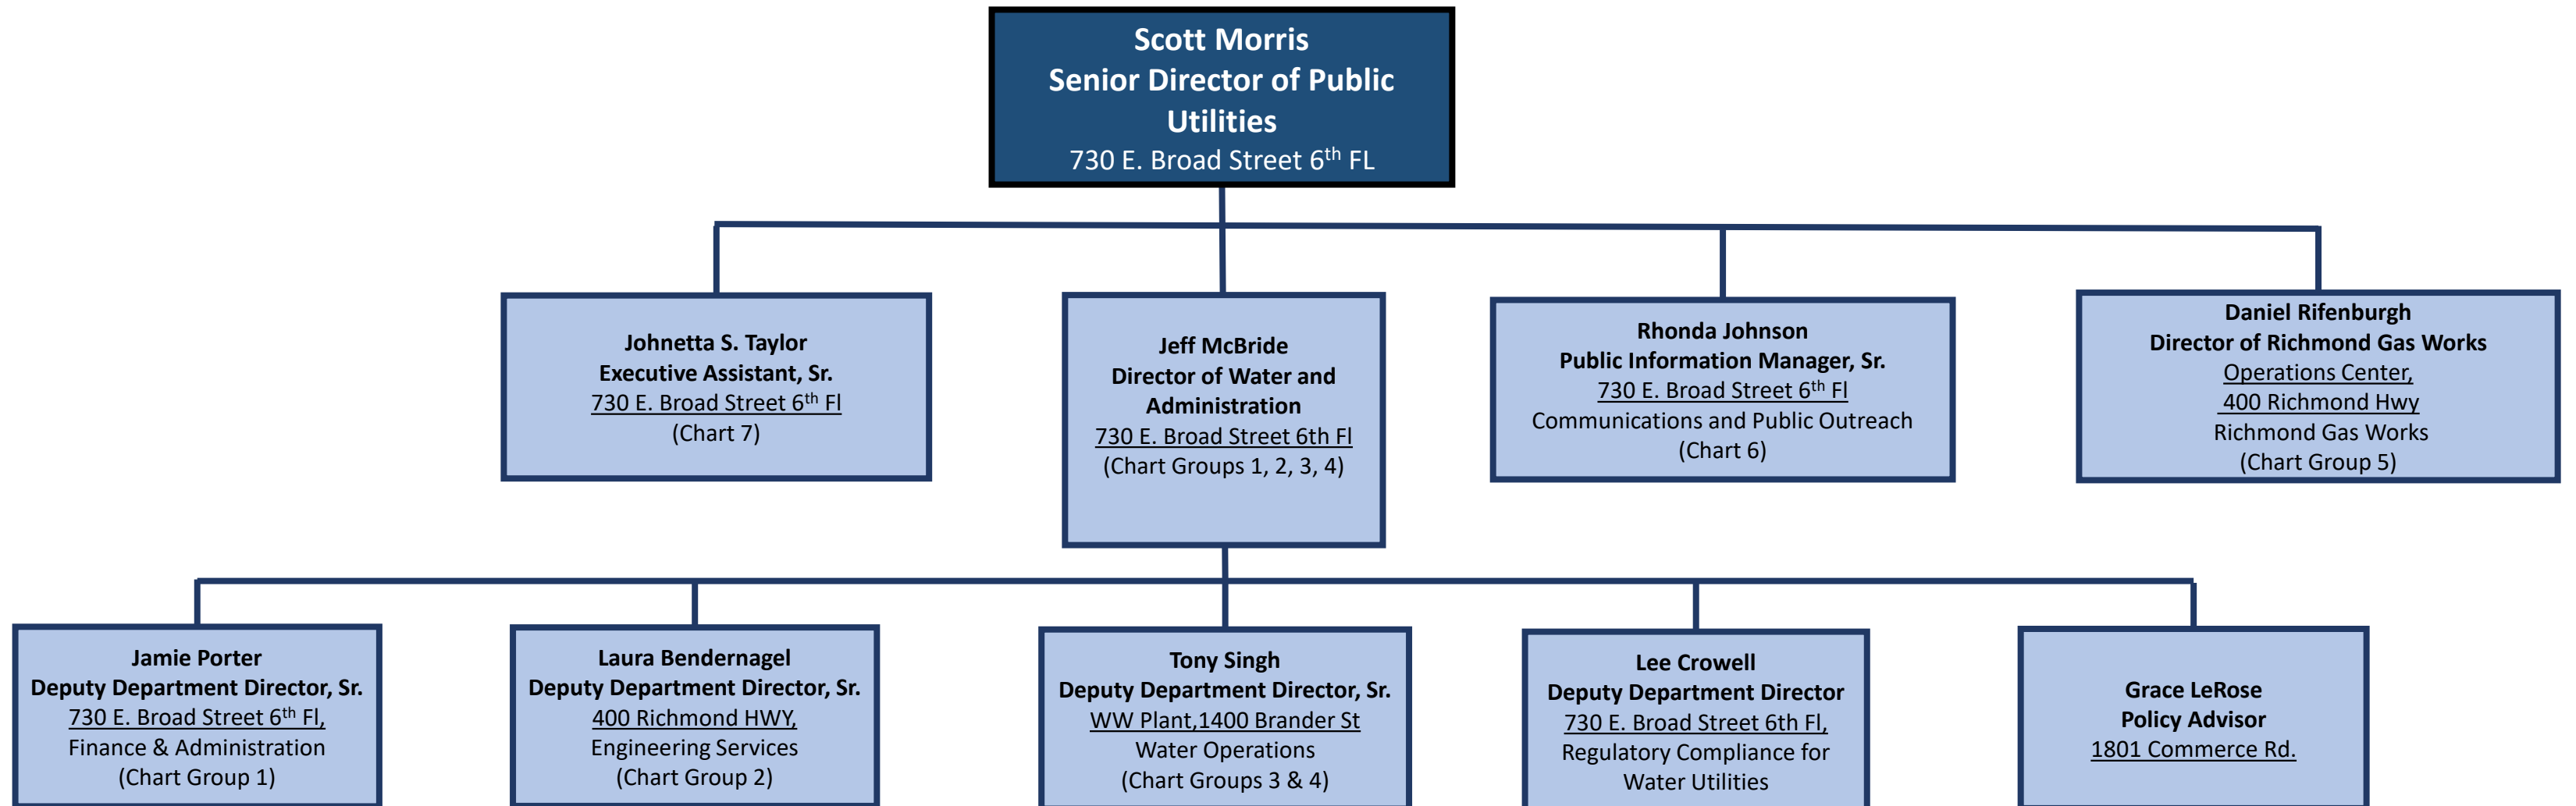 Scott Morris
Senior Director of Public
Utilities
730 E. Broad Street 6th FL
Johnetta S. Taylor
Executive Assistant, Sr.
730 E. Broad Street 6th Fl
(Chart 7)
Jeff McBride
Director of Water and
Administration
730 E. Broad Street 6th Fl
(Chart Groups 1, 2, 3, 4)
Rhonda Johnson
Public Information Manager, Sr.
730 E. Broad Street 6th Fl
Communications and Public Outreach
(Chart 6)
Daniel Rifenburgh
Director of Richmond Gas Works
Operations Center,
400 Richmond Hwy
Richmond Gas Works
(Chart Group 5)
Jamie Porter
Deputy Department Director, Sr.
730 E. Broad Street 6th Fl,
Finance & Administration
(Chart Group 1)
Laura Bendernagel
Deputy Department Director, Sr.
400 Richmond HWY,
Engineering Services
(Chart Group 2)
Tony Singh
Deputy Department Director, Sr.
WW Plant,1400 Brander St
Water Operations
(Chart Groups 3 & 4)
Lee Crowell
Deputy Department Director
730 E. Broad Street 6th Fl,
Regulatory Compliance for
Water Utilities
Grace LeRose
Policy Advisor
1801 Commerce Rd.